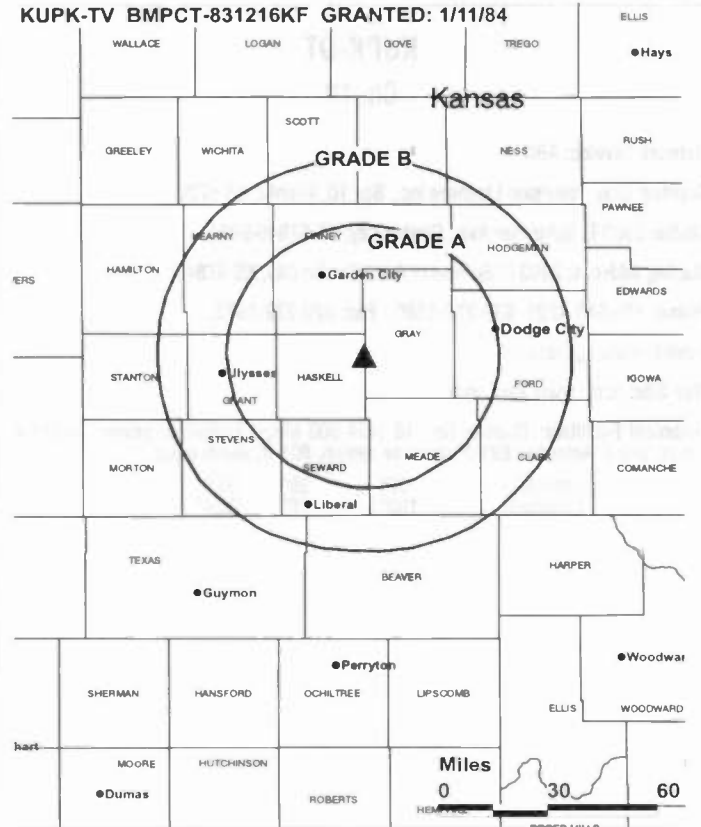 KUPK-TV BMPCT-831216KF GRANTED: 1/11/84
ELLIS
WALLACE LOGAN GOVE TREGO
Hays
Kansas
SCOTT
GREELEY WICHITA NESS RUSH
GRADE B
PAWNEE
KEARNY FINNEY
GRADE A
HODGEMAN
HAMILTON
Garden City
EDWARDS
GRAY
Dodge City
STANTON
Ulysses
HASKELL
KIOWA
FORD
GRANT
STEVENS
MORTON
SEWARD
MEADE
CLARK
COMANCHE
Liberal
TEXAS
BEAVER
HARPER
Guymon
Perryton
Woodwar
SHERMAN HANSFORD OCHILTREE LIPSCOMB
ELLIS WOODWARD
hart
MOORE HUTCHINSON
Miles
0 30 60
Dumas
ROBERTS